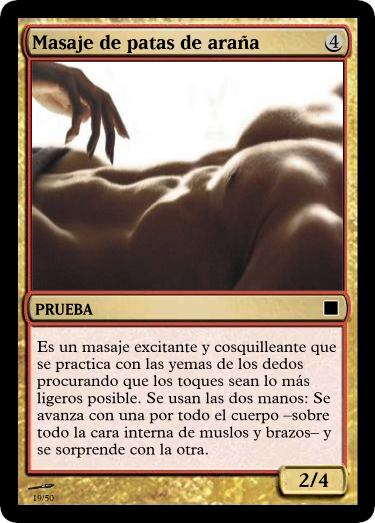 Masaje de patas de araña 4
PRUEBA
Es un masaje excitante y cosquilleante que
se practica con las yemas de los dedos
procurando que los toques sean lo más
ligeros posible. Se usan las dos manos: Se
avanza con una por todo el cuerpo –sobre
todo la cara interna de muslos y brazos– y
se sorprende con la otra.
2/4
19/50